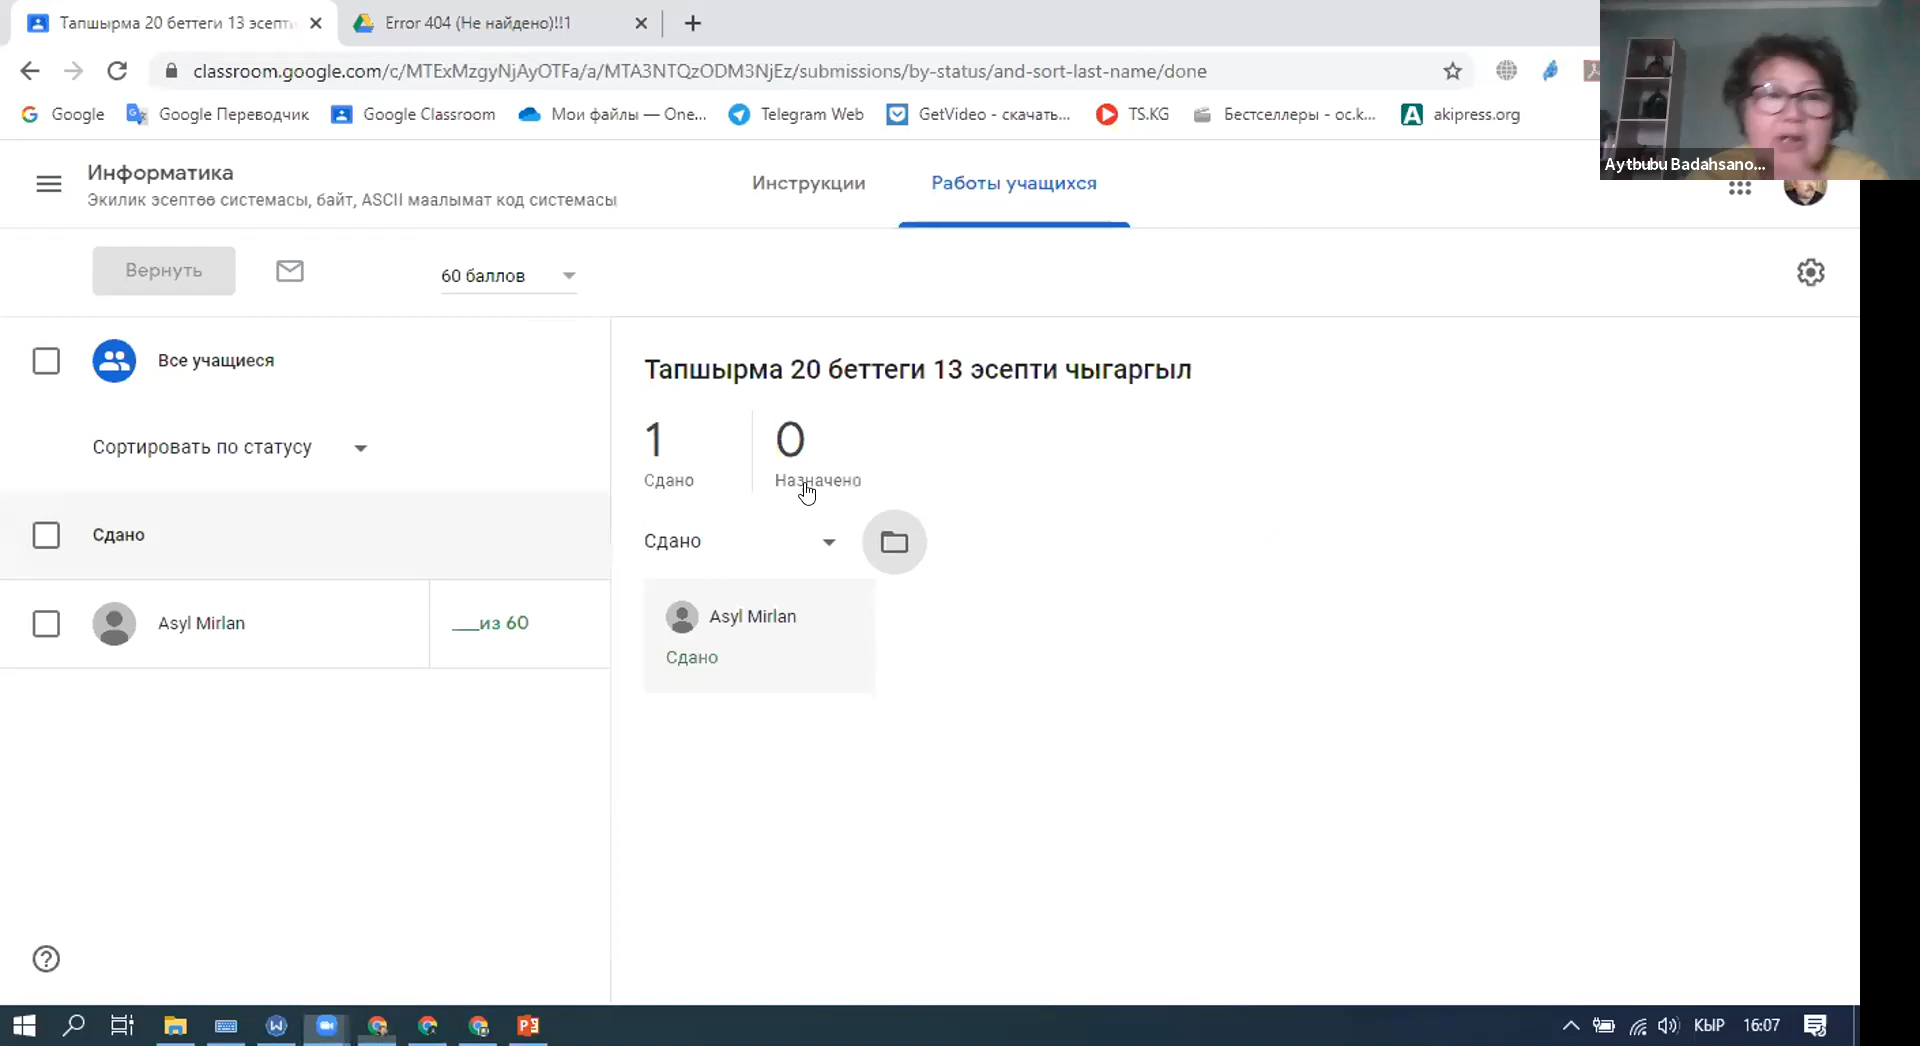 Тапшырма 20 беттеги 13 эсепти
Error 404 (Не найдено)!!1
classroom.google.com/c/MTExMzgyNjAyOTFa/a/MTA3NTQzODM3NjEz/submissions/by-status/and-sort-last-name/done
Google
Google Переводчик
Google Classroom
Мои файлы — One...
Telegram Web
GetVideo - скачать...
TS.KG
Бестселлеры - ос.k...
akipress.org
Aytbubu Badahsano...
Информатика
Экилик эсептөө системасы, байт, ASCII маалымат код системасы
Инструкции
Работы учащихся
Вернуть
60 баллов
Все учащиеся
Сортировать по статусу
Сдано
Asyl Mirlan
___из 60
Тапшырма 20 беттеги 13 эсепти чыгаргыл
1
Сдано
0
Назначено
Сдано
Asyl Mirlan
Сдано
КЫР
16:07